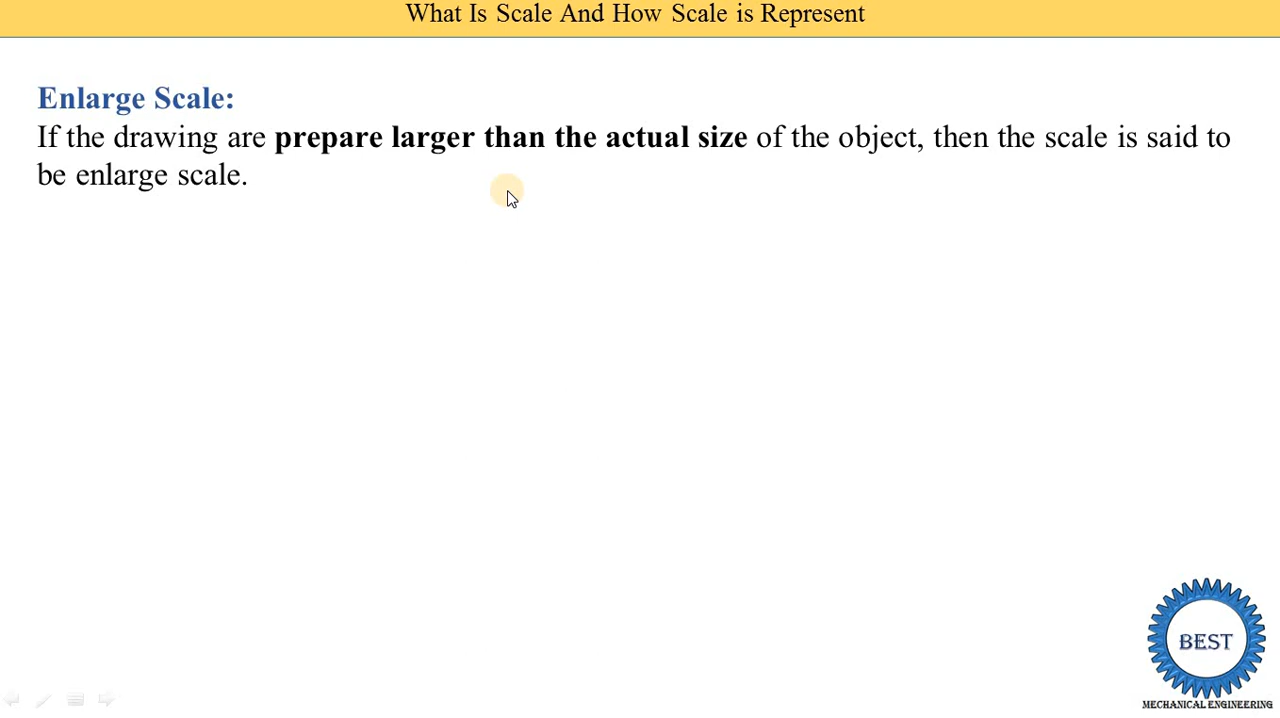 What Is Scale And How Scale is Represent
Enlarge Scale:
If the drawing are prepare larger than the actual size of the object, then the scale is said to
be enlarge scale.
BEST
MECHANICAL ENGINEERING